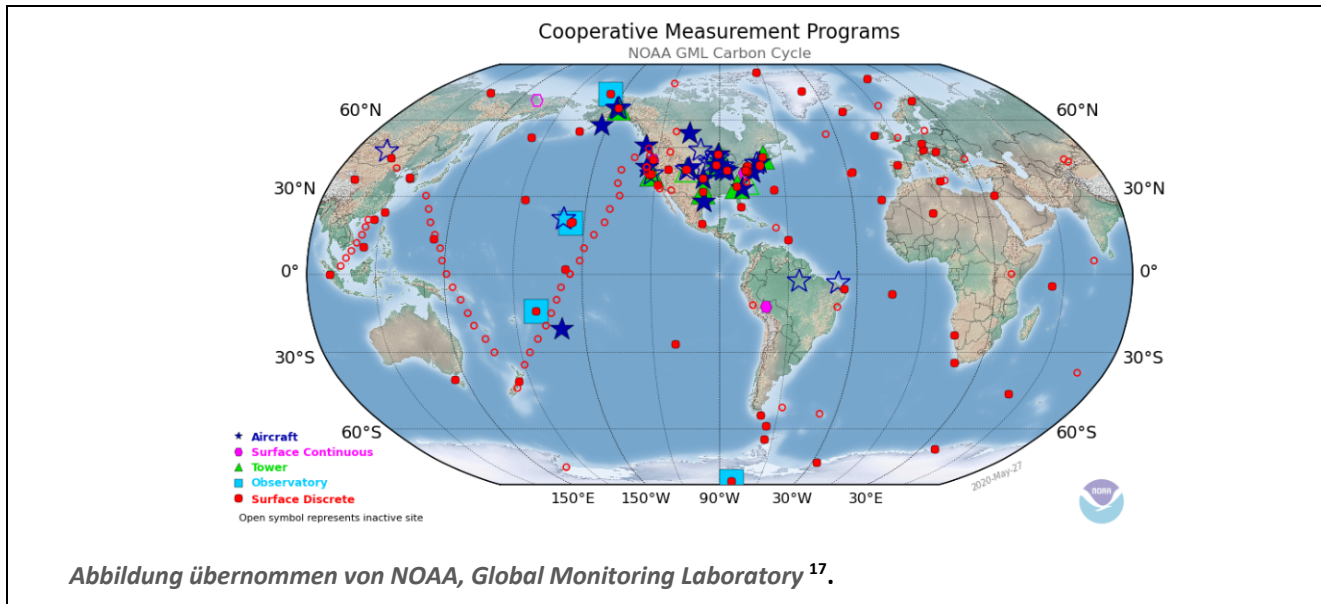 Cooperative Measurement Programs
NOAA GML Carbon Cycle
60°N
60°N
30°N
30°N
0°
0°
30°S
30°S
60°S
60°S
Aircraft
Surface Continuous
Tower
Observatory
Surface Discrete
Open symbol represents inactive site
150°E 150°W 90°W 30°W 30°E
2020-May-27
NOAA
Abbildung übernommen von NOAA, Global Monitoring Laboratory 17.